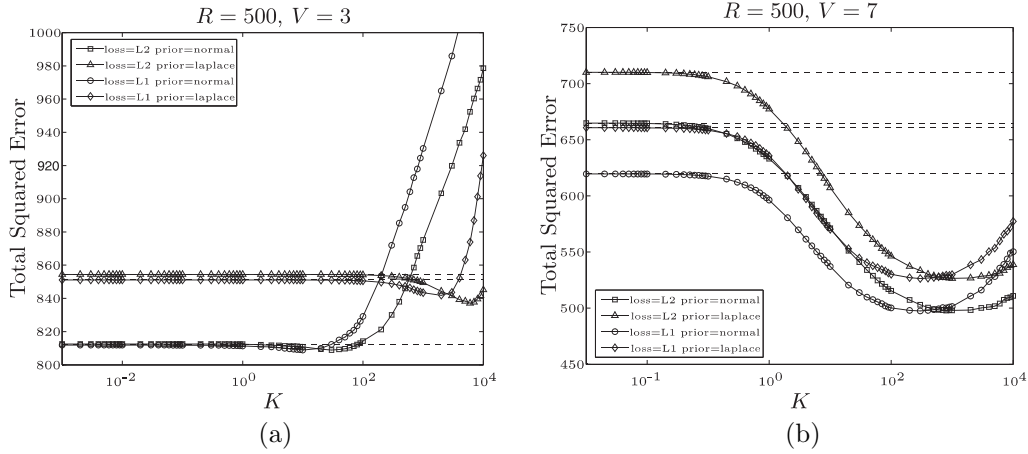 R = 500, V = 3
1000
980
960
940
920
900
880
860
840
820
800
Total Squared Error
loss=L2 prior=normal
loss=L2 prior=laplace
loss=L1 prior=normal
loss=L1 prior=laplace
10^-2
10^0
10^2
10^4
K
(a)
R = 500, V = 7
750
700
650
600
550
500
450
Total Squared Error
loss=L2 prior=normal
loss=L2 prior=laplace
loss=L1 prior=normal
loss=L1 prior=laplace
10^-1
10^0
10^1
10^2
10^3
10^4
K
(b)